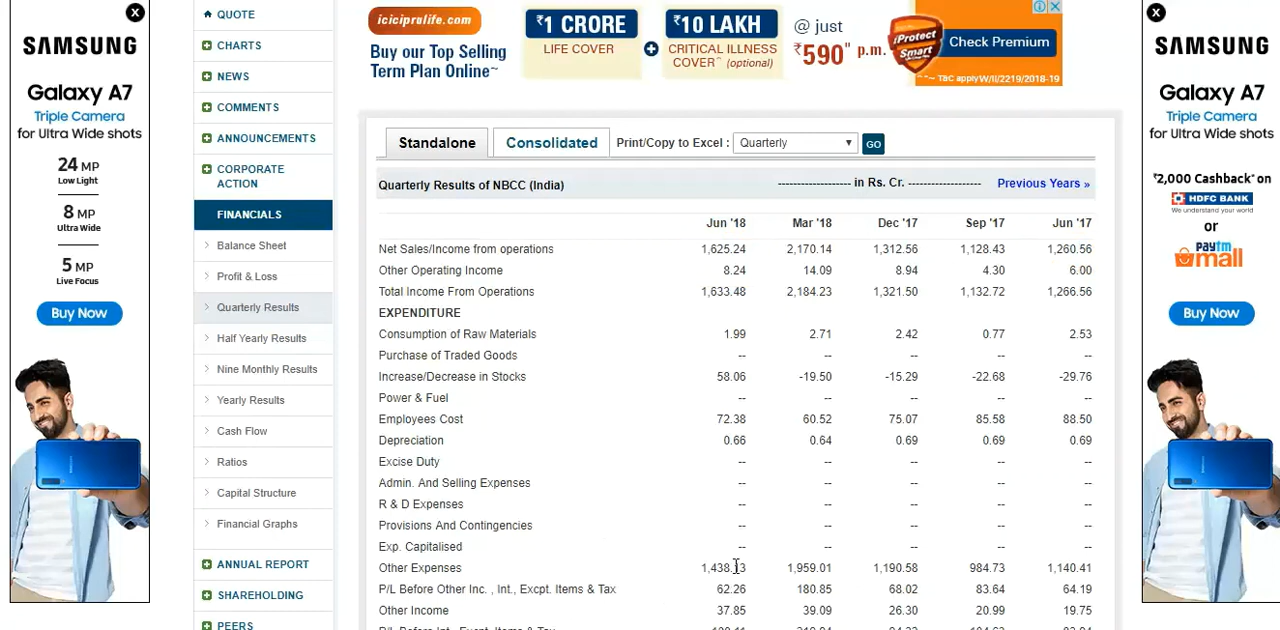 SAMSUNG
Galaxy A7
Triple Camera
for Ultra Wide shots
24 MP
Low Light
8 MP
Ultra Wide
5 MP
Live Focus
Buy Now
QUOTE
CHARTS
NEWS
COMMENTS
ANNOUNCEMENTS
CORPORATE
ACTION
FINANCIALS
Balance Sheet
Profit & Loss
Quarterly Results
Half Yearly Results
Nine Monthly Results
Yearly Results
Cash Flow
Ratios
Capital Structure
Financial Graphs
ANNUAL REPORT
SHAREHOLDING
PEERS
iciciprulife.com
Buy our Top Selling
Term Plan Online~
₹1 CRORE
LIFE COVER
₹10 LAKH
CRITICAL ILLNESS
COVER^ (optional)
@ just
₹590" p.m.
iProtect
Smart
Check Premium
^~ T&C apply W/II/2219/2018-19
Standalone Consolidated Print/Copy to Excel : Quarterly GO
Quarterly Results of NBCC (India) ------------------- in Rs. Cr. ------------------- Previous Years »
Jun '18 Mar '18 Dec '17 Sep '17 Jun '17
Net Sales/Income from operations 1,625.24 2,170.14 1,312.56 1,128.43 1,260.56
Other Operating Income 8.24 14.09 8.94 4.30 6.00
Total Income From Operations 1,633.48 2,184.23 1,321.50 1,132.72 1,266.56
EXPENDITURE
Consumption of Raw Materials 1.99 2.71 2.42 0.77 2.53
Purchase of Traded Goods -- -- -- -- --
Increase/Decrease in Stocks 58.06 -19.50 -15.29 -22.68 -29.76
Power & Fuel -- -- -- -- --
Employees Cost 72.38 60.52 75.07 85.58 88.50
Depreciation 0.66 0.64 0.69 0.69 0.69
Excise Duty -- -- -- -- --
Admin. And Selling Expenses -- -- -- -- --
R & D Expenses -- -- -- -- --
Provisions And Contingencies -- -- -- -- --
Exp. Capitalised -- -- -- -- --
Other Expenses 1,438.13 1,959.01 1,190.58 984.73 1,140.41
P/L Before Other Inc. , Int., Excpt. Items & Tax 62.26 180.85 68.02 83.64 64.19
Other Income 37.85 39.09 26.30 20.99 19.75
SAMSUNG
Galaxy A7
Triple Camera
for Ultra Wide shots
₹2,000 Cashback* on
HDFC BANK
We understand your world
or
paytm
mall
Buy Now